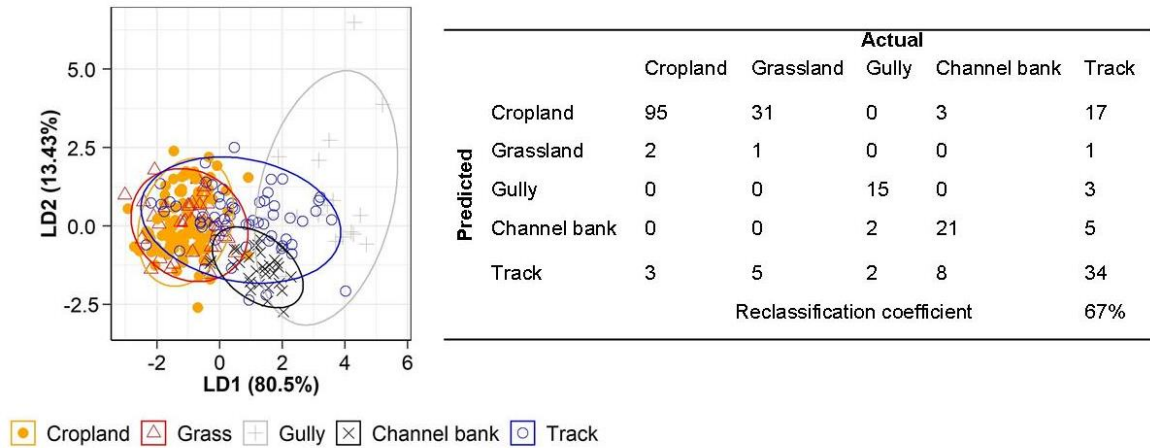 5.0
2.5
0.0
-2.5
LD2 (13.43%)
-2 0 2 4 6
LD1 (80.5%)
Cropland Grass Gully Channel bank Track
Actual
Cropland Grassland Gully Channel bank Track
Predicted
Cropland 95 31 0 3 17
Grassland 2 1 0 0 1
Gully 0 0 15 0 3
Channel bank 0 0 2 21 5
Track 3 5 2 8 34
Reclassification coefficient 67%